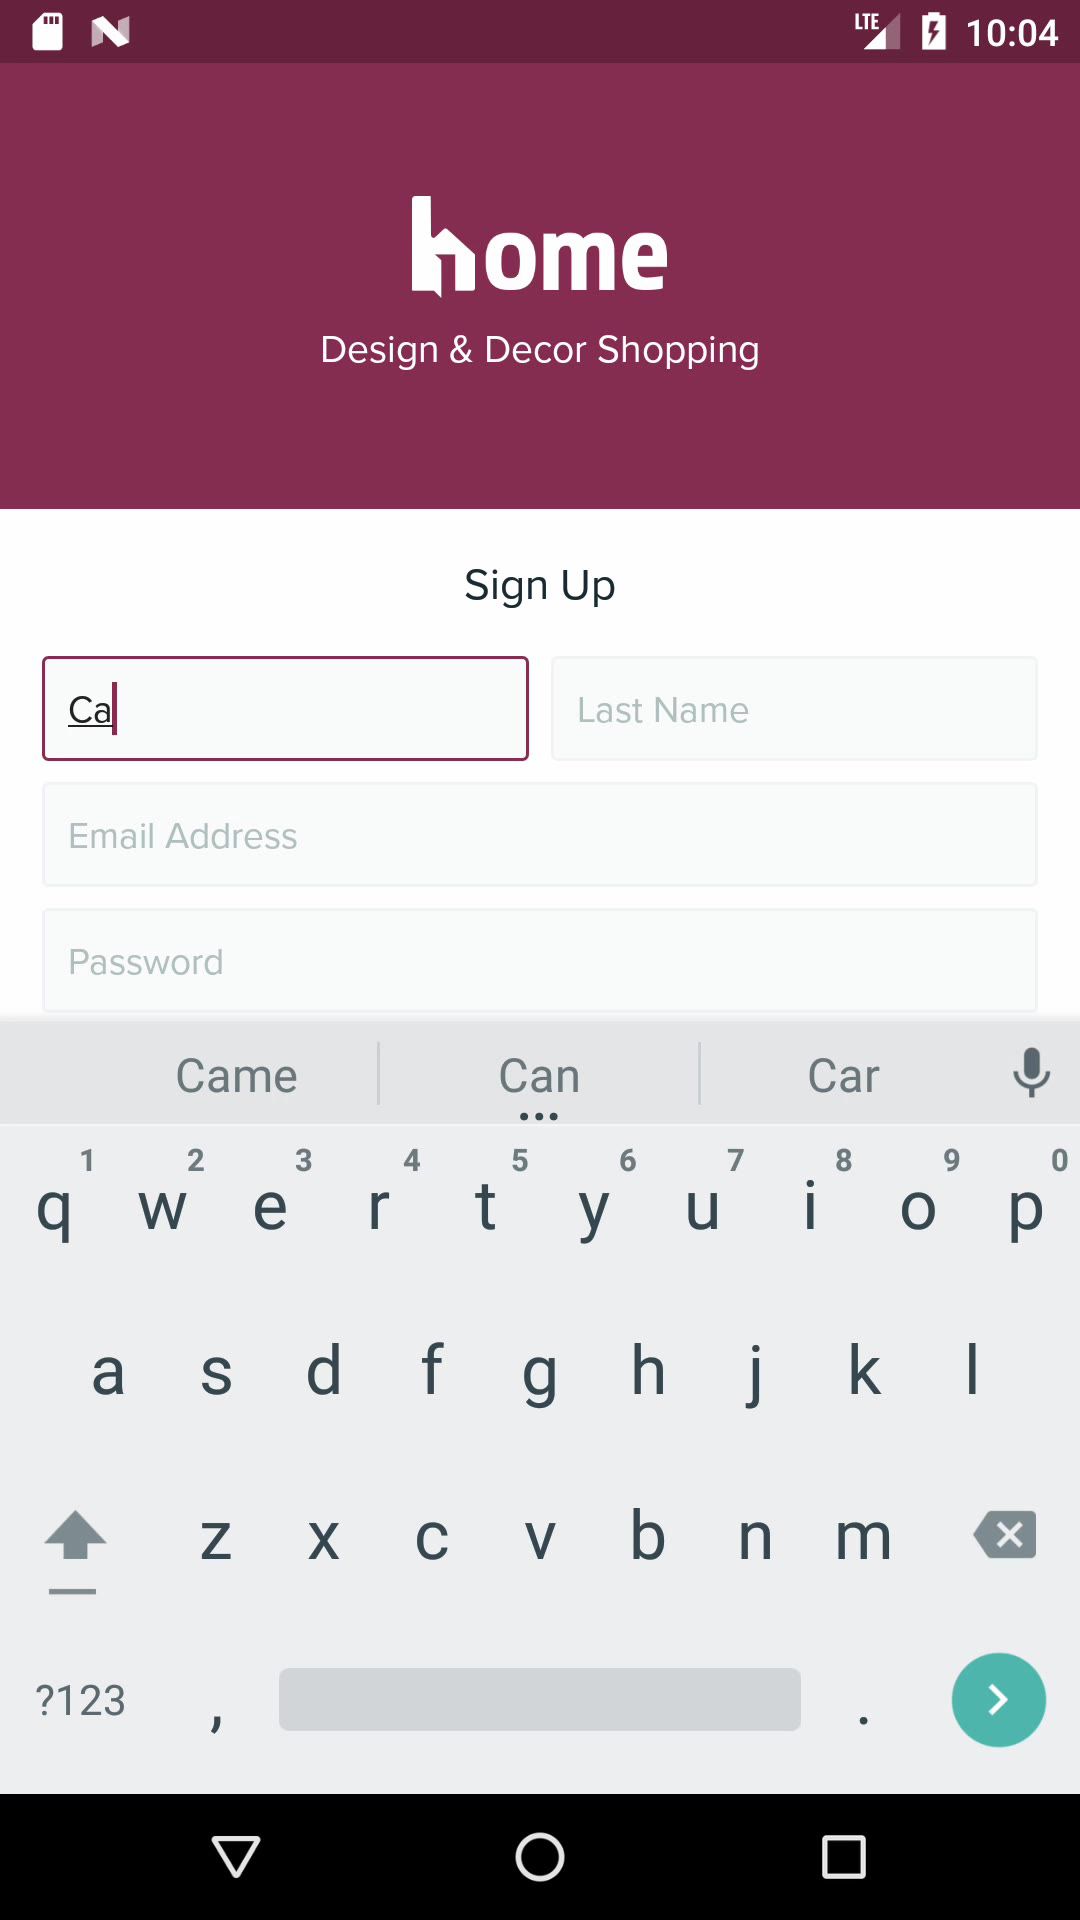 LTE 10:04
home
Design & Decor Shopping
Sign Up
Ca Last Name
Email Address
Password
Came Can Car
1 2 3 4 5 6 7 8 9 0
q w e r t y u i o p
a s d f g h j k l
z x c v b n m
?123 , .